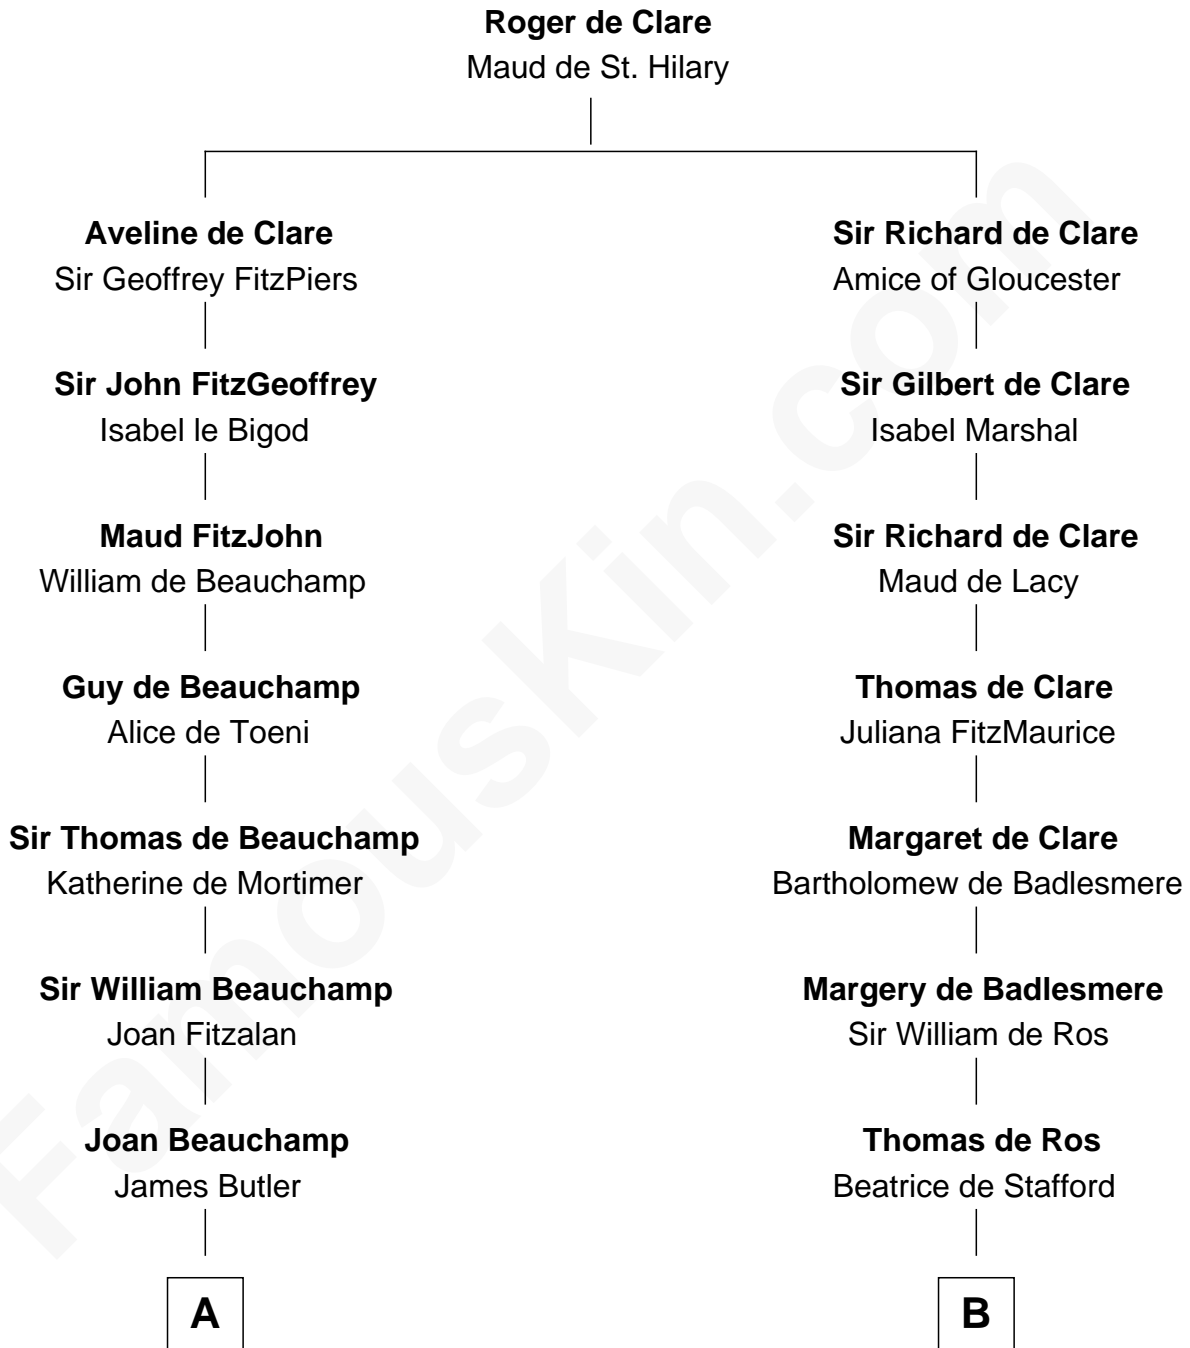 Roger de Clare
Maud de St. Hilary
Aveline de Clare
Sir Geoffrey FitzPiers
Sir John FitzGeoffrey
Isabel le Bigod
Maud FitzJohn
William de Beauchamp
Guy de Beauchamp
Alice de Toeni
Sir Thomas de Beauchamp
Katherine de Mortimer
Sir William Beauchamp
Joan Fitzalan
Joan Beauchamp
James Butler
A
Sir Richard de Clare
Amice of Gloucester
Sir Gilbert de Clare
Isabel Marshal
Sir Richard de Clare
Maud de Lacy
Thomas de Clare
Juliana FitzMaurice
Margaret de Clare
Bartholomew de Badlesmere
Margery de Badlesmere
Sir William de Ros
Thomas de Ros
Beatrice de Stafford
B
FamousKin.com